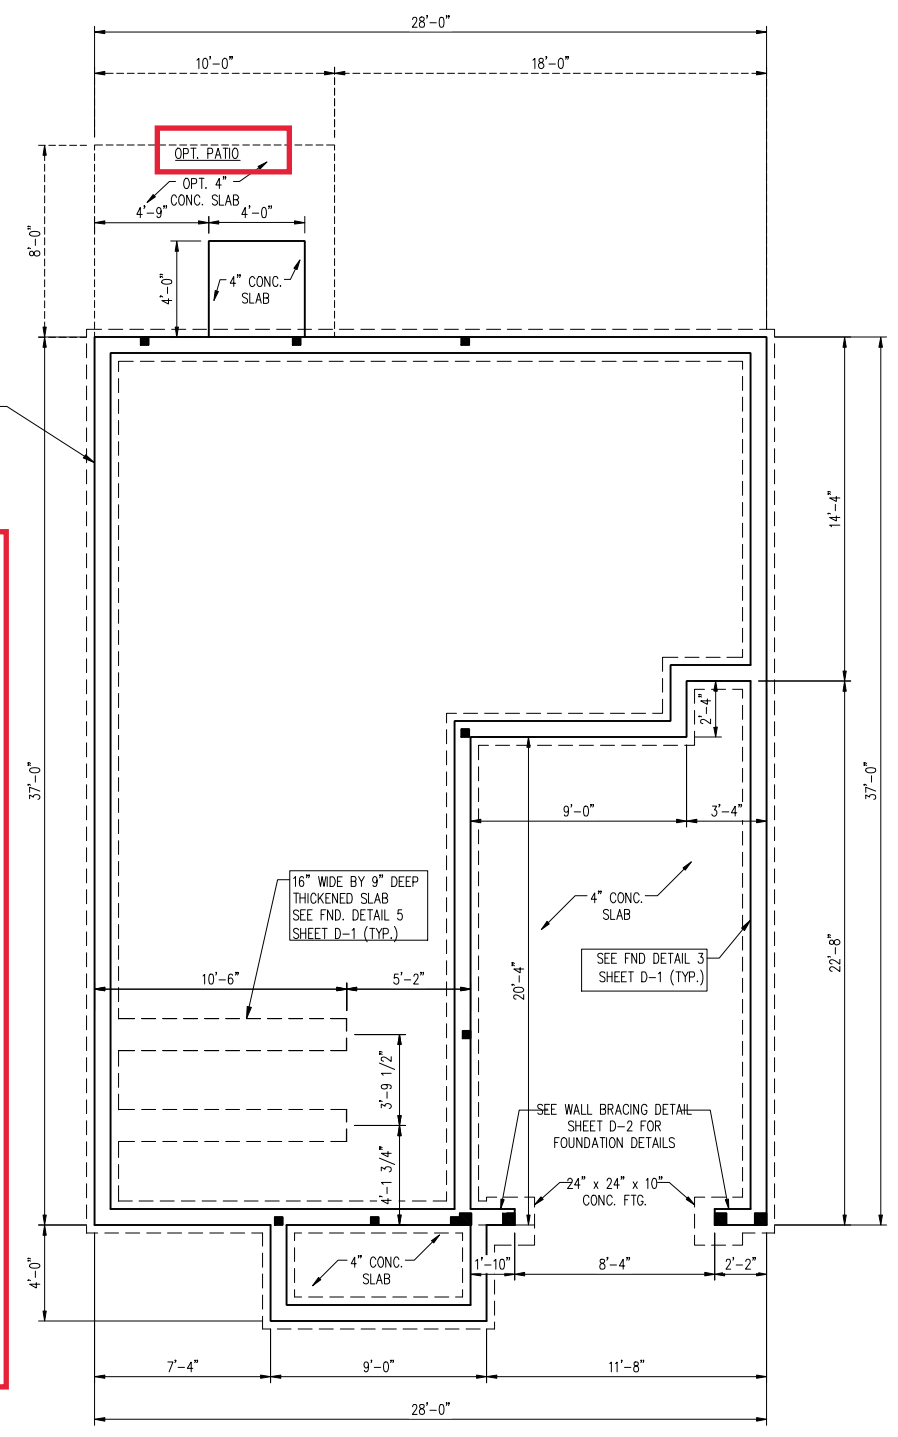 28'-0"
10'-0"
18'-0"
OPT. PATIO
OPT. 4"
CONC. SLAB
4'-9"
4'-0"
8'-0"
4'-0"
4" CONC.
SLAB
14'-4"
37'-0"
37'-0"
2'-4"
9'-0"
3'-4"
16" WIDE BY 9" DEEP
THICKENED SLAB
SEE FND. DETAIL 5
SHEET D-1 (TYP.)
4" CONC.
SLAB
SEE FND DETAIL 3
SHEET D-1 (TYP.)
22'-8"
10'-6"
5'-2"
20'-4"
3'-9 1/2"
SEE WALL BRACING DETAIL
SHEET D-2 FOR
FOUNDATION DETAILS
4'-1 3/4"
24" x 24" x 10"
CONC. FTG.
4'-0"
4" CONC.
SLAB
1'-10"
8'-4"
2'-2"
7'-4"
9'-0"
11'-8"
28'-0"